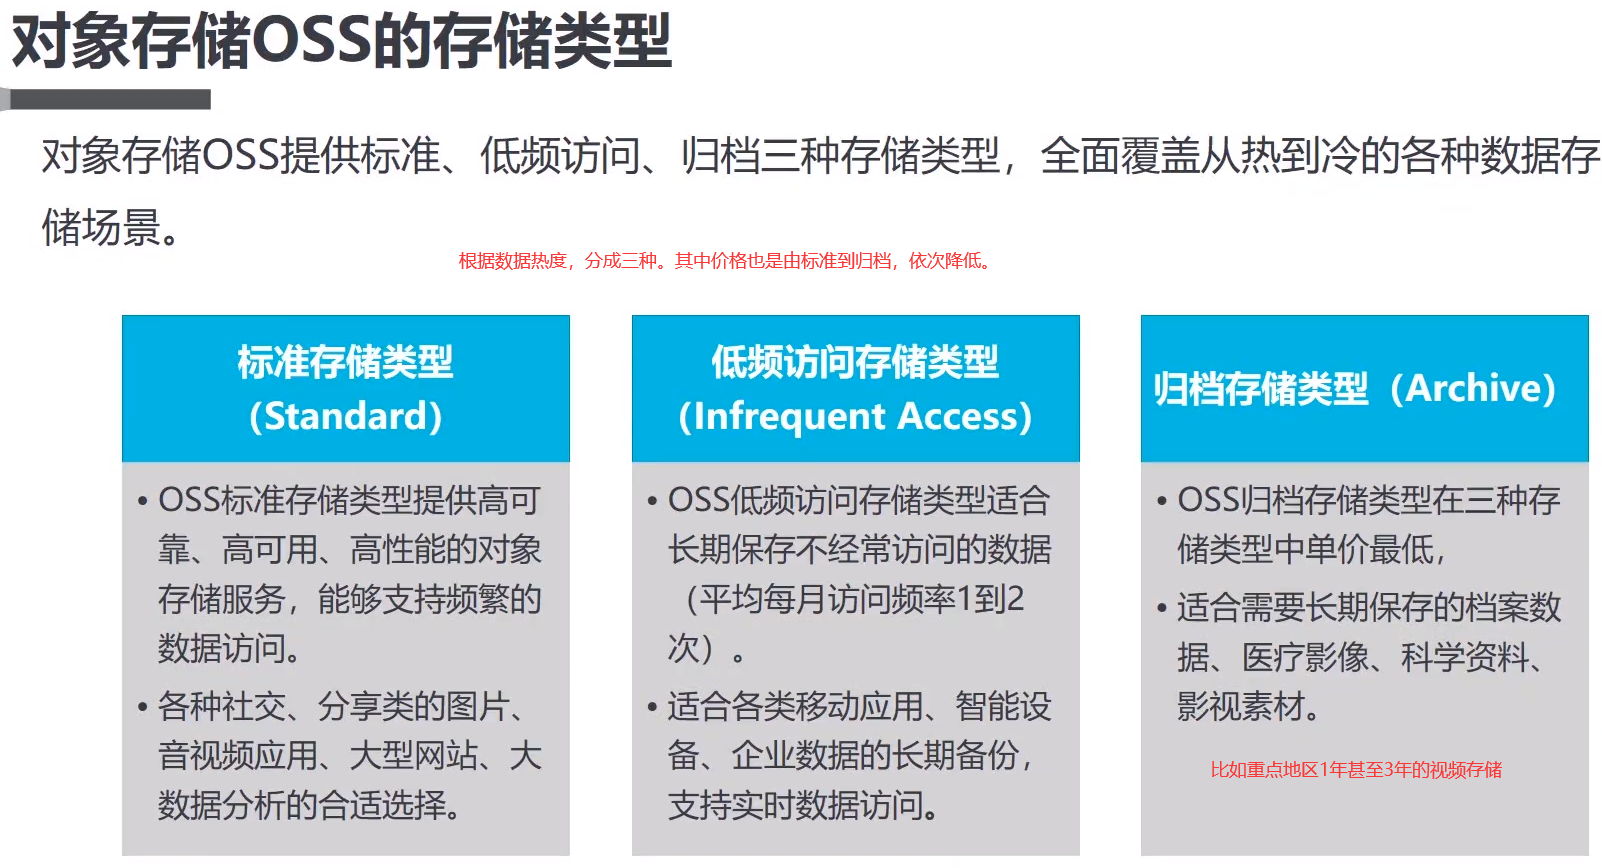 对象存储OSS的存储类型
对象存储OSS提供标准、低频访问、归档三种存储类型，全面覆盖从热到冷的各种数据存
储场景。
根据数据热度，分成三种。其中价格也是由标准到归档，依次降低。
标准存储类型
（Standard）
• OSS标准存储类型提供高可
靠、高可用、高性能的对象
存储服务，能够支持频繁的
数据访问。
• 各种社交、分享类的图片、
音视频应用、大型网站、大
数据分析的合适选择。
低频访问存储类型
（Infrequent Access）
• OSS低频访问存储类型适合
长期保存不经常访问的数据
（平均每月访问频率1到2
次）。
• 适合各类移动应用、智能设
备、企业数据的长期备份，
支持实时数据访问。
归档存储类型（Archive）
• OSS归档存储类型在三种存
储类型中单价最低，
• 适合需要长期保存的档案数
据、医疗影像、科学资料、
影视素材。
比如重点地区1年甚至3年的视频存储